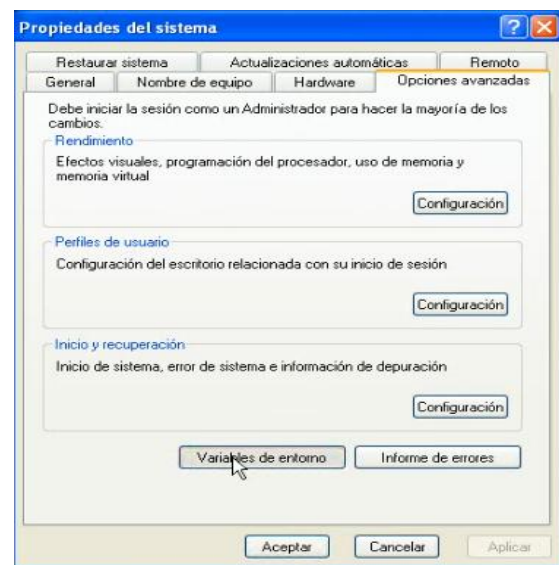 Propiedades del sistema
Restaurar sistema Actualizaciones automáticas Remoto
General Nombre de equipo Hardware Opciones avanzadas
Debe iniciar la sesión como un Administrador para hacer la mayoría de los
cambios.
Rendimiento
Efectos visuales, programación del procesador, uso de memoria y
memoria virtual
Configuración
Perfiles de usuario
Configuración del escritorio relacionada con su inicio de sesión
Configuración
Inicio y recuperación
Inicio de sistema, error de sistema e información de depuración
Configuración
Variables de entorno Informe de errores
Aceptar Cancelar Aplicar